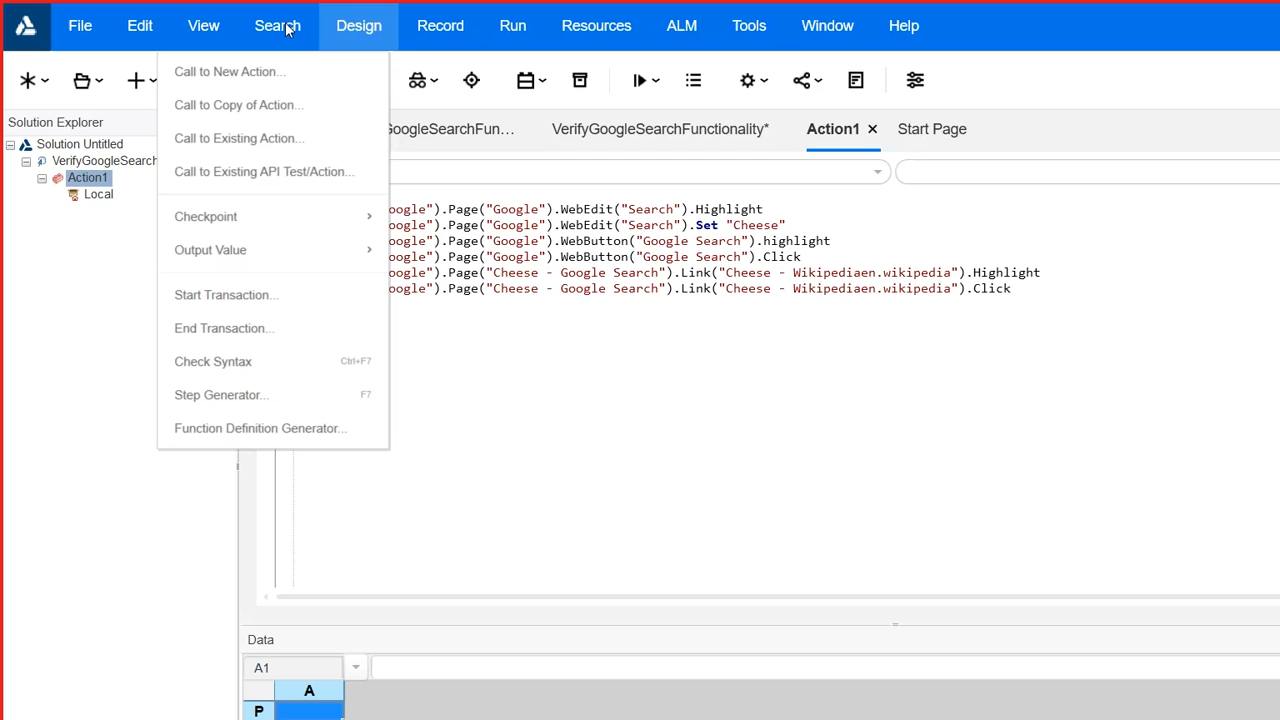 File Edit View Search Design Record Run Resources ALM Tools Window Help
Solution Explorer
Solution Untitled
VerifyGoogleSearch
Action1
Local
Call to New Action...
Call to Copy of Action...
Call to Existing Action...
Call to Existing API Test/Action...
Checkpoint
Output Value
Start Transaction...
End Transaction...
Check Syntax Ctrl+F7
Step Generator... F7
Function Definition Generator...
GoogleSearchFun... VerifyGoogleSearchFunctionality* Action1 Start Page
oogle").Page("Google").WebEdit("Search").Highlight
oogle").Page("Google").WebEdit("Search").Set "Cheese"
oogle").Page("Google").WebButton("Google Search").highlight
oogle").Page("Google").WebButton("Google Search").Click
oogle").Page("Cheese - Google Search").Link("Cheese - Wikipediaen.wikipedia").Highlight
oogle").Page("Cheese - Google Search").Link("Cheese - Wikipediaen.wikipedia").Click
Data
A1
A
P